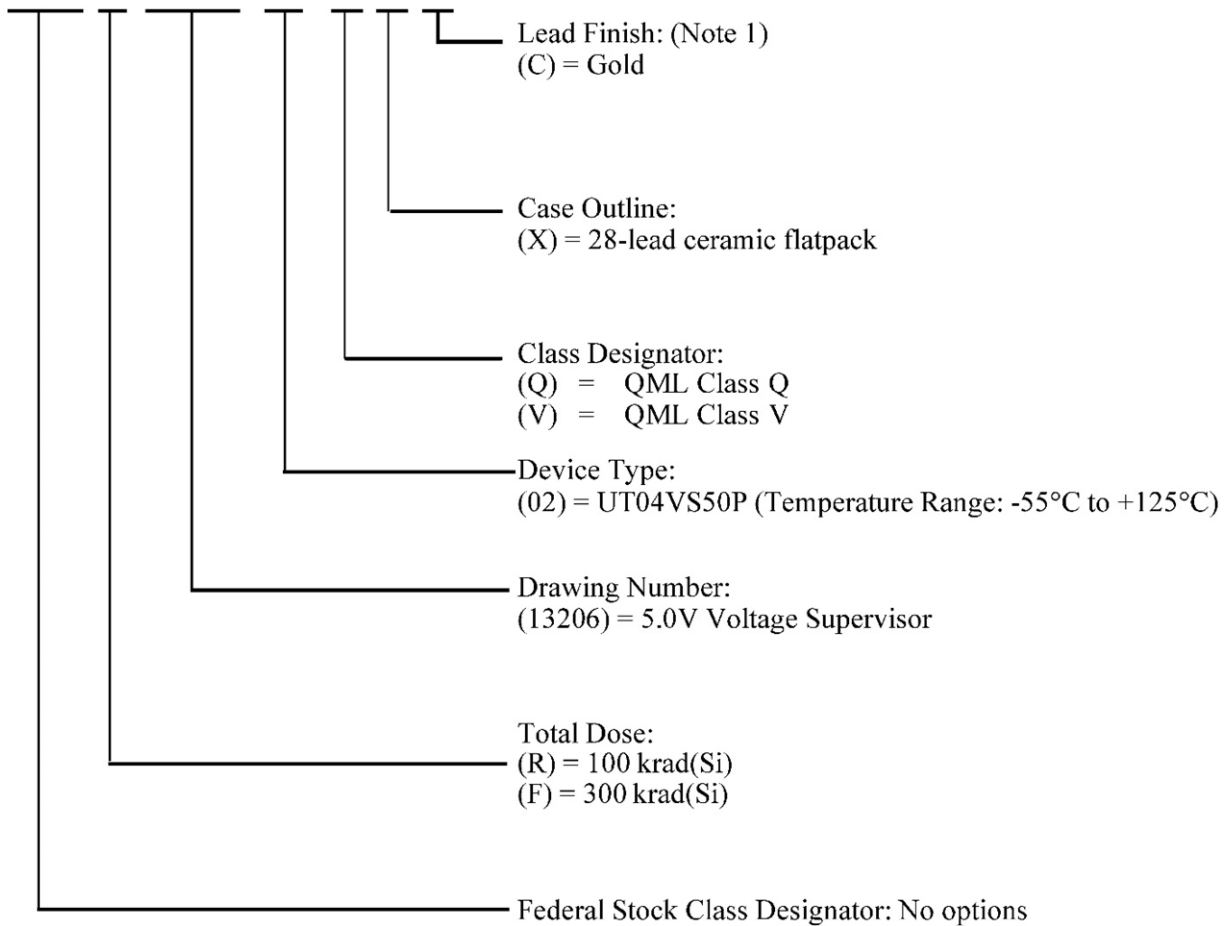 Lead Finish: (Note 1)
(C) = Gold
Case Outline:
(X) = 28-lead ceramic flatpack
Class Designator:
(Q) = QML Class Q
(V) = QML Class V
Device Type:
(02) = UT04VS50P (Temperature Range: -55°C to +125°C)
Drawing Number:
(13206) = 5.0V Voltage Supervisor
Total Dose:
(R) = 100 krad(Si)
(F) = 300 krad(Si)
Federal Stock Class Designator: No options